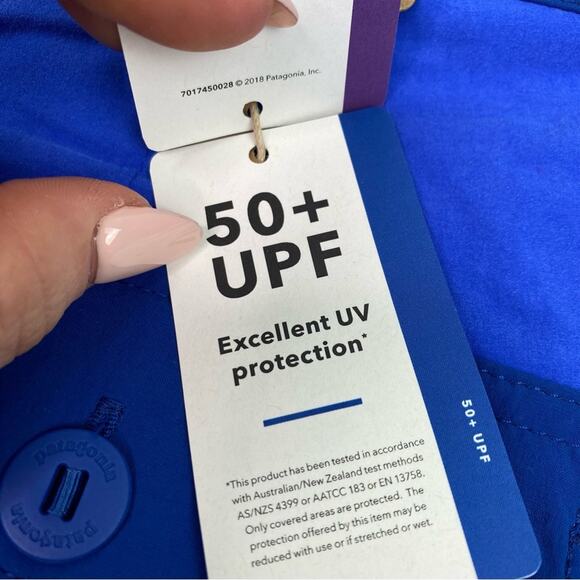 7017450028 © 2018 Patagonia, Inc.
50+
UPF
Excellent UV
protection*
*This product has been tested in accordance
with Australian/New Zealand test methods
AS/NZS 4399 or AATCC 183 or EN 13758.
Only covered areas are protected. The
protection offered by this item may be
reduced with use or if stretched or wet.
50+ UPF
patagonia
patagonia